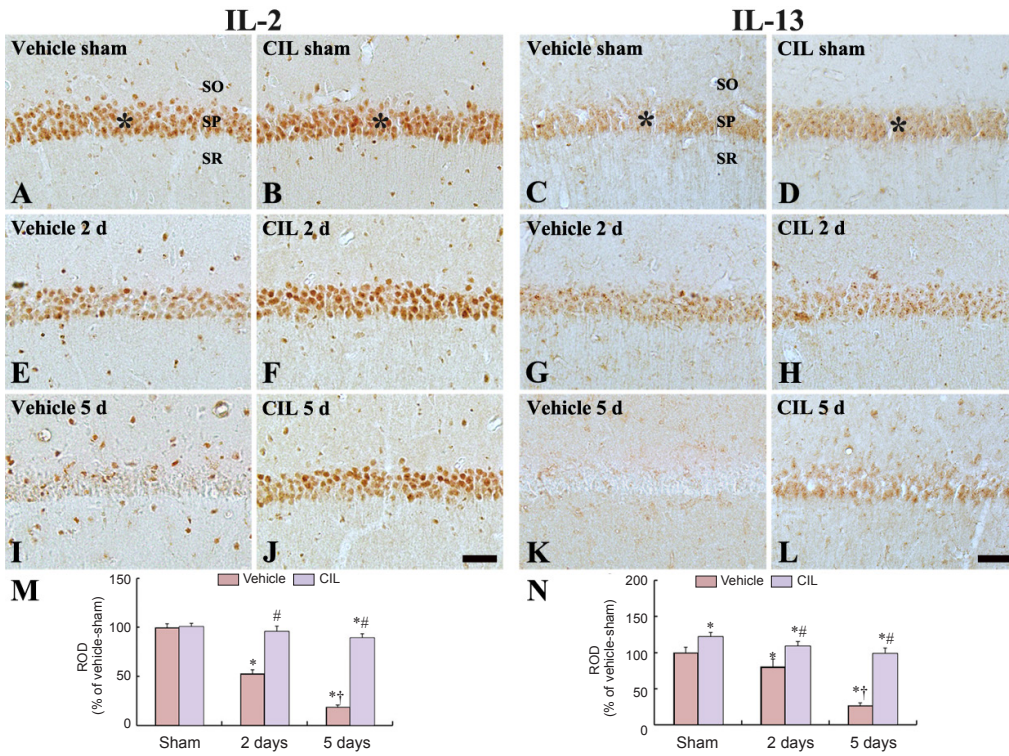 IL-2 IL-13
Vehicle sham CIL sham Vehicle sham CIL sham
SO SO
* SP * * SP *
SR SR
A B C D
Vehicle 2 d CIL 2 d Vehicle 2 d CIL 2 d
E F G H
Vehicle 5 d CIL 5 d Vehicle 5 d CIL 5 d
I J K L
M
Vehicle CIL
150
100
50
0
ROD
(% of vehicle-sham)
*
#
*†
*#
Sham 2 days 5 days
N
Vehicle CIL
200
150
100
50
0
ROD
(% of vehicle-sham)
*
*
*#
*†
*#
Sham 2 days 5 days